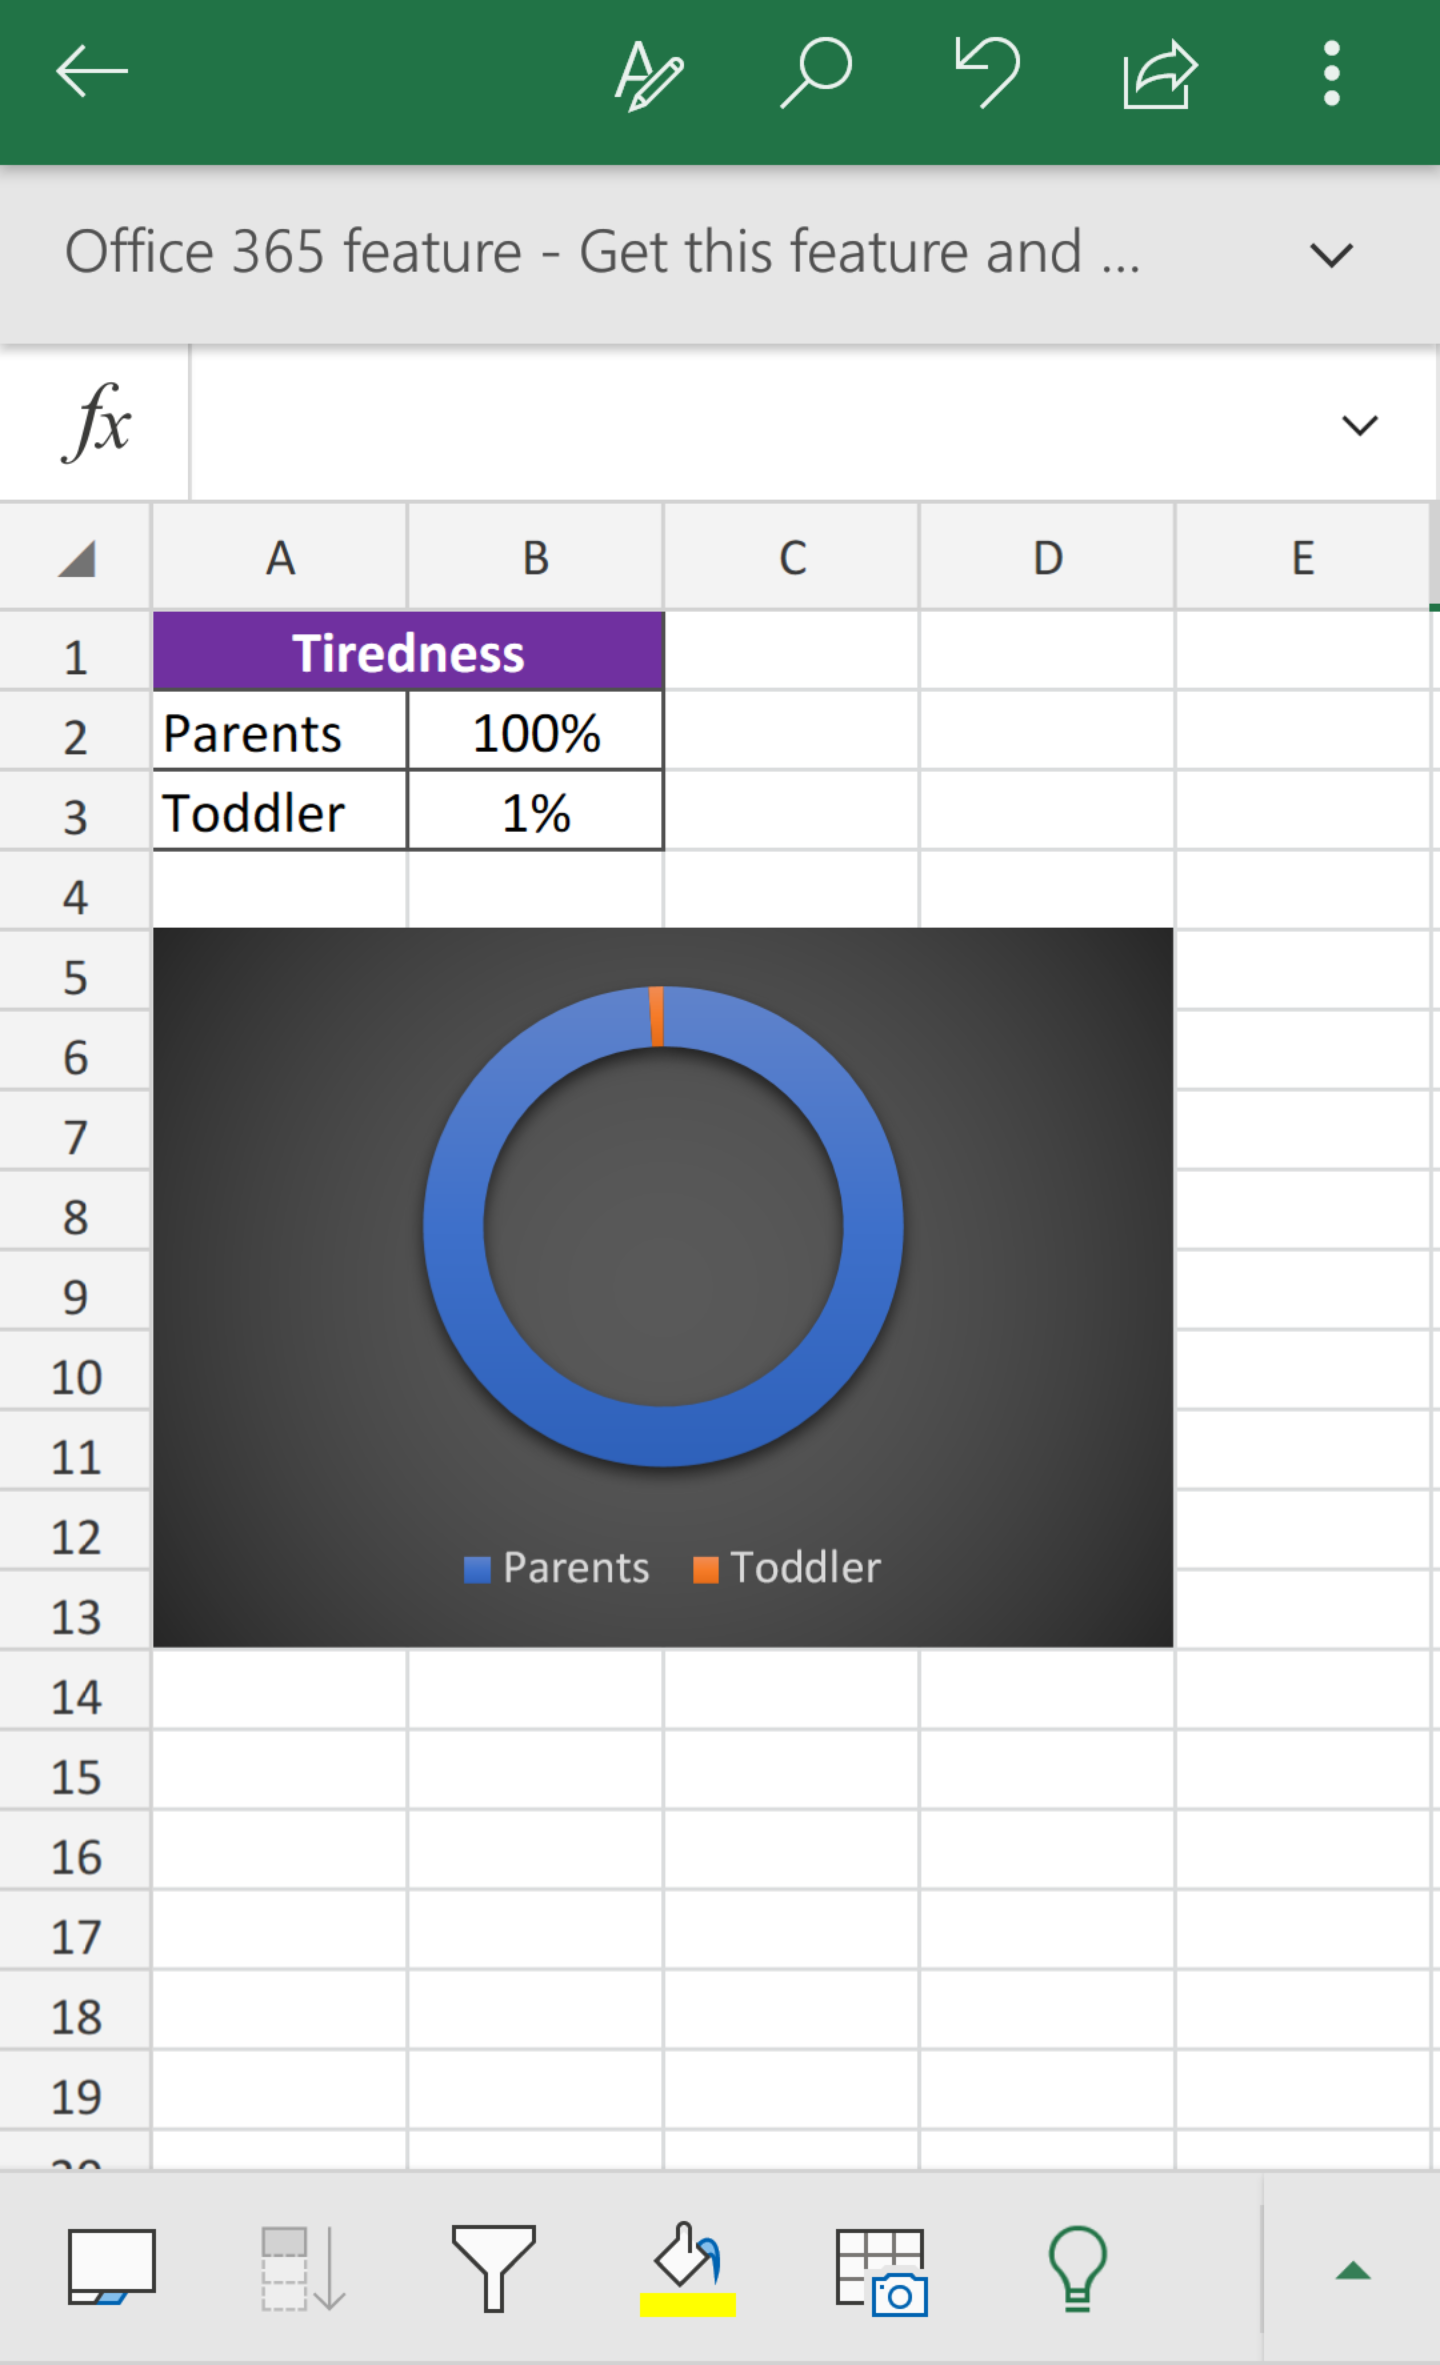 Office 365 feature - Get this feature and ...
fx
A B C D E
1 Tiredness
2 Parents 100%
3 Toddler 1%
4
5
6
7
8
9
10
11
12
13
Parents Toddler
14
15
16
17
18
19
20